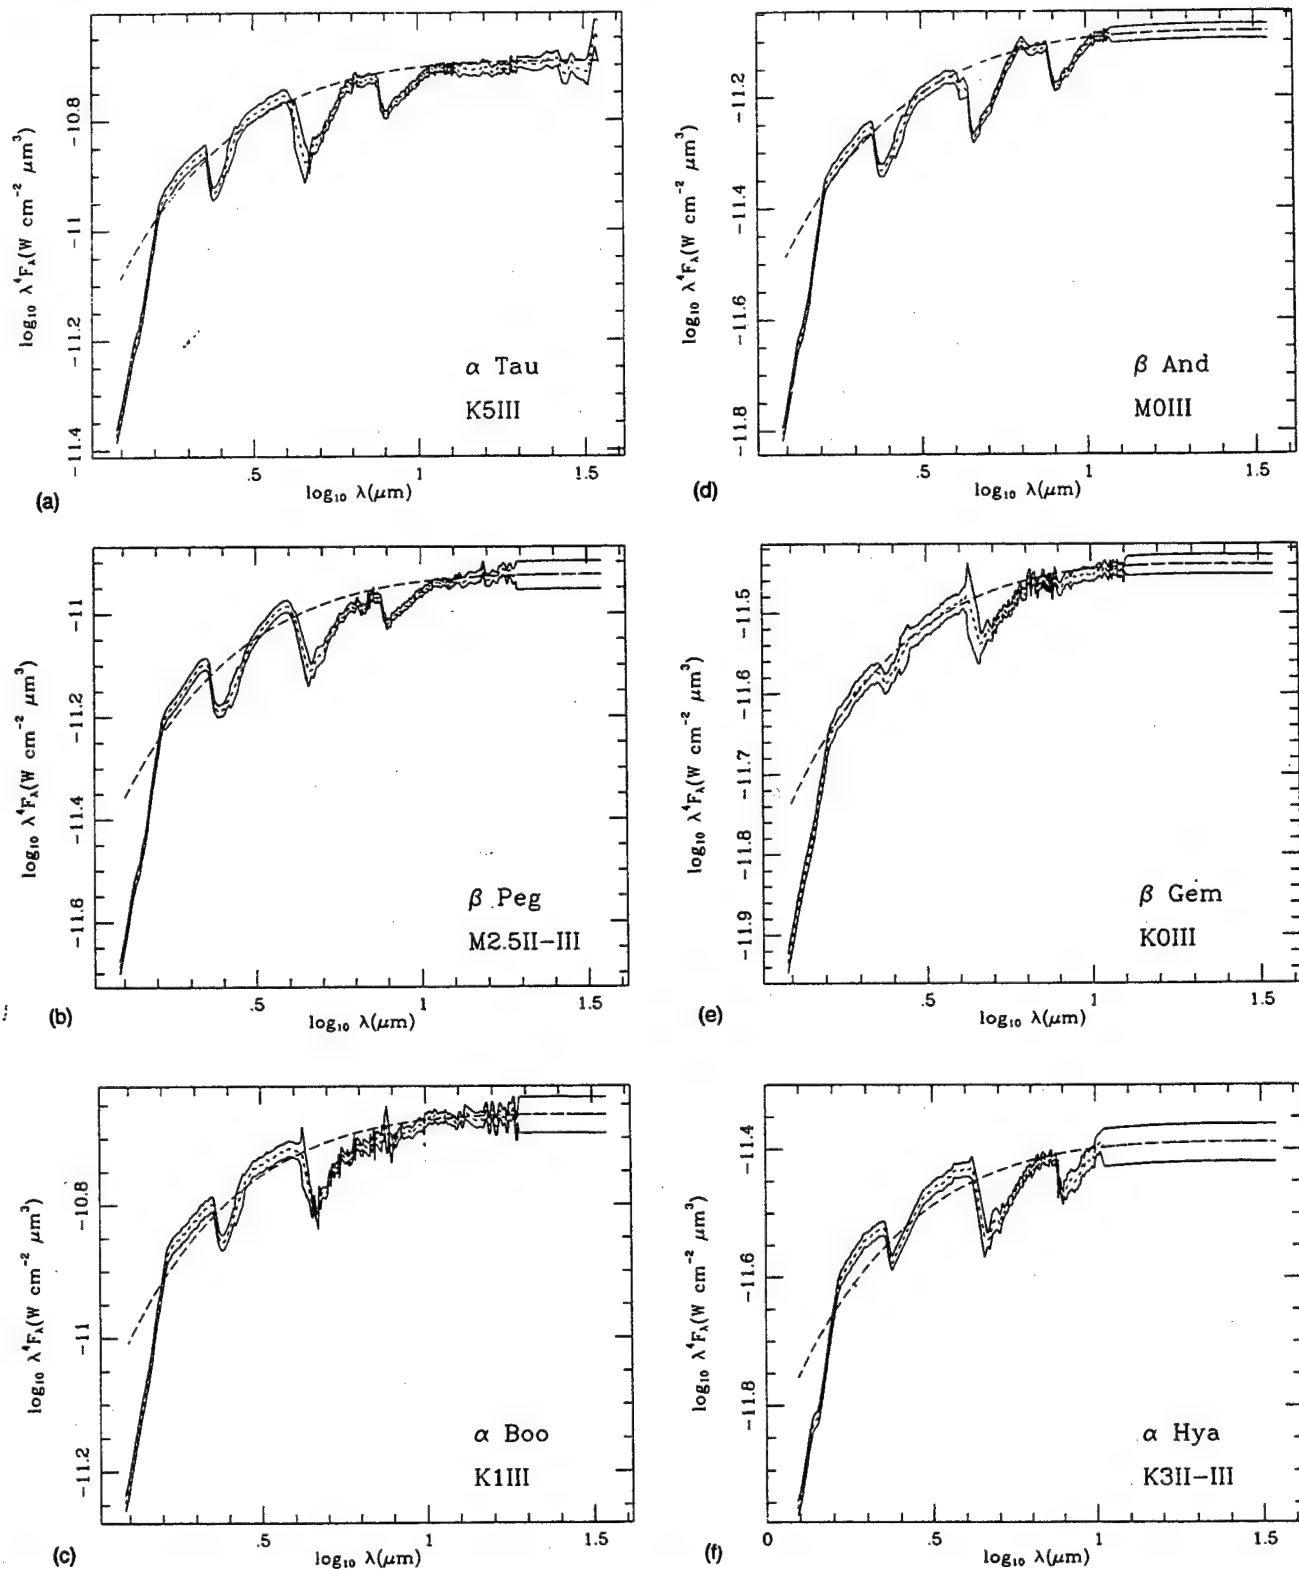 log₁₀ λ⁴F_λ(W cm⁻² μm³)
-10.8
-11
-11.2
-11.4
α Tau
K5III
.5
1
1.5
log₁₀ λ(μm)
(a)
log₁₀ λ⁴F_λ(W cm⁻² μm³)
-11.2
-11.4
-11.6
-11.8
β And
M0III
.5
1
1.5
log₁₀ λ(μm)
(d)
log₁₀ λ⁴F_λ(W cm⁻² μm³)
-11
-11.2
-11.4
-11.6
β Peg
M2.5II-III
.5
1
1.5
log₁₀ λ(μm)
(b)
log₁₀ λ⁴F_λ(W cm⁻² μm³)
-11.5
-11.6
-11.7
-11.8
-11.9
β Gem
K0III
.5
1
1.5
log₁₀ λ(μm)
(e)
log₁₀ λ⁴F_λ(W cm⁻² μm³)
-10.8
-11
-11.2
α Boo
K1III
.5
1
1.5
log₁₀ λ(μm)
(c)
log₁₀ λ⁴F_λ(W cm⁻² μm³)
-11.4
-11.6
-11.8
α Hya
K3II-III
0
.5
1
1.5
log₁₀ λ(μm)
(f)